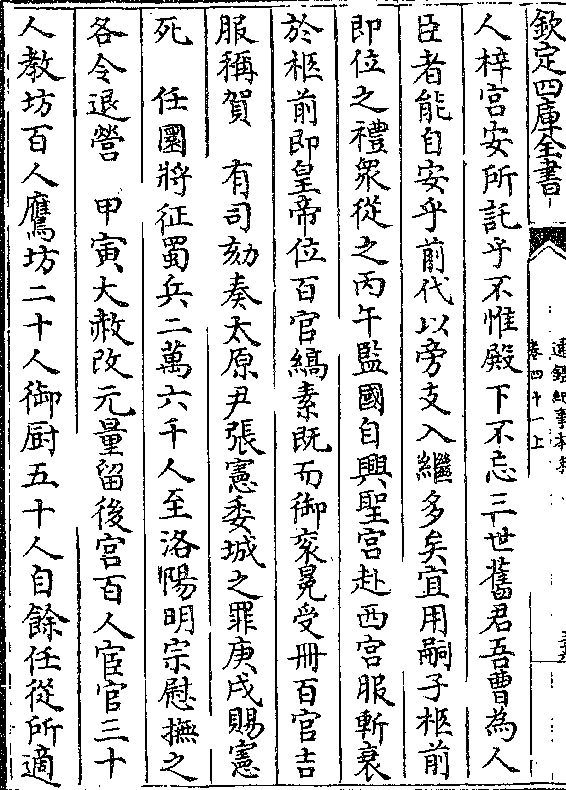 欽定四庫全書
通鑑紀事本末
卷四十一上
人梓宮安所託乎不惟殿下不忘三世舊君吾曹為人
臣者能自安乎前代以旁支入繼多矣宜用嗣子柩前
即位之禮衆從之丙午監國自興聖宮赴西宮服斬衰
於柩前即皇帝位百官縞素既而御衮冕受冊百官吉
服稱賀　有司劾奏太原尹張憲委城之罪庚戌賜憲
死　任圜將征蜀兵二萬六千人至洛陽明宗慰撫之
各令退營　甲寅大赦改元量留後宮百人宦官三十
人教坊百人鷹坊二十人御厨五十人自餘任從所適